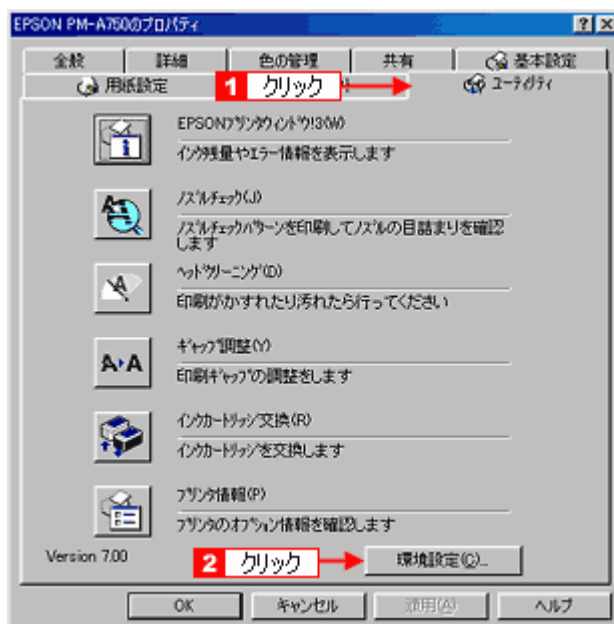 EPSON PM-A750のプロパティ
全般 詳細 色の管理 共有 基本設定
用紙設定 1 クリック ユーティリティ
EPSONプリンタウィンドウ!3(W)
インク残量やエラー情報を表示します
ノズルチェック(J)
ノズルチェックパターンを印刷してノズルの目詰まりを確認
します
ヘッドクリーニング(D)
印刷がかすれたり汚れたら行ってください
ギャップ調整(Y)
印刷ギャップの調整をします
インクカートリッジ交換(R)
インクカートリッジを交換します
プリンタ情報(P)
プリンタのオプション情報を確認します
Version 7.00 2 クリック 環境設定(C)...
OK キャンセル 適用(A) ヘルプ